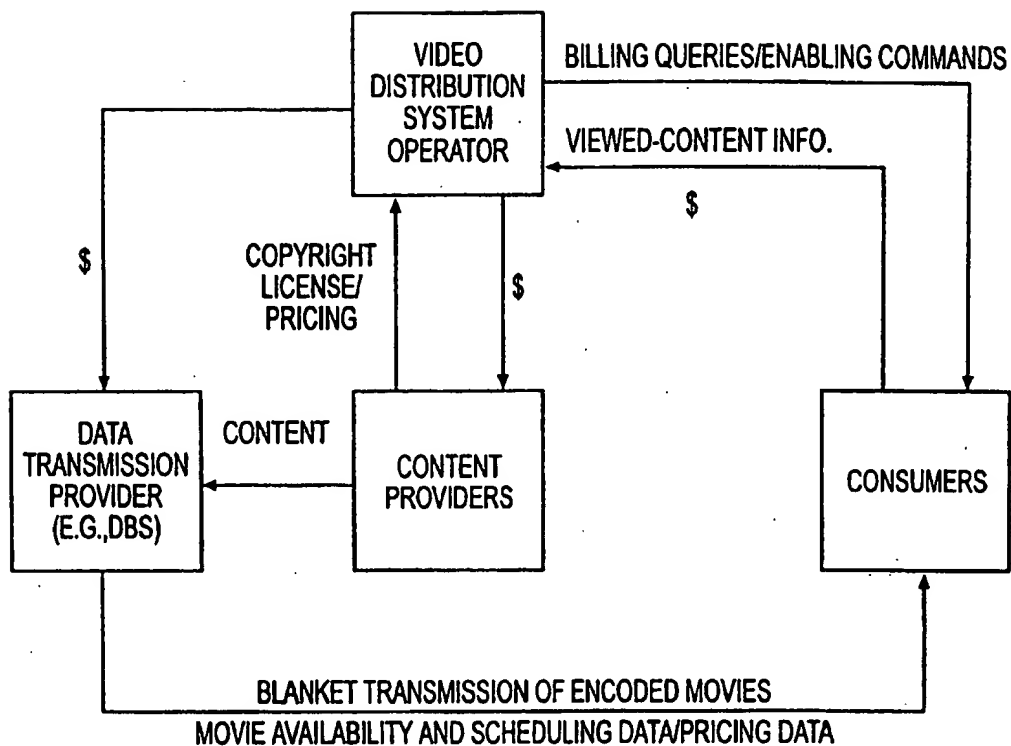 VIDEO
DISTRIBUTION
SYSTEM
OPERATOR
BILLING QUERIES/ENABLING COMMANDS
VIEWED-CONTENT INFO.
$
$
COPYRIGHT
LICENSE/
PRICING
$
DATA
TRANSMISSION
PROVIDER
(E.G.,DBS)
CONTENT
CONTENT
PROVIDERS
CONSUMERS
BLANKET TRANSMISSION OF ENCODED MOVIES
MOVIE AVAILABILITY AND SCHEDULING DATA/PRICING DATA